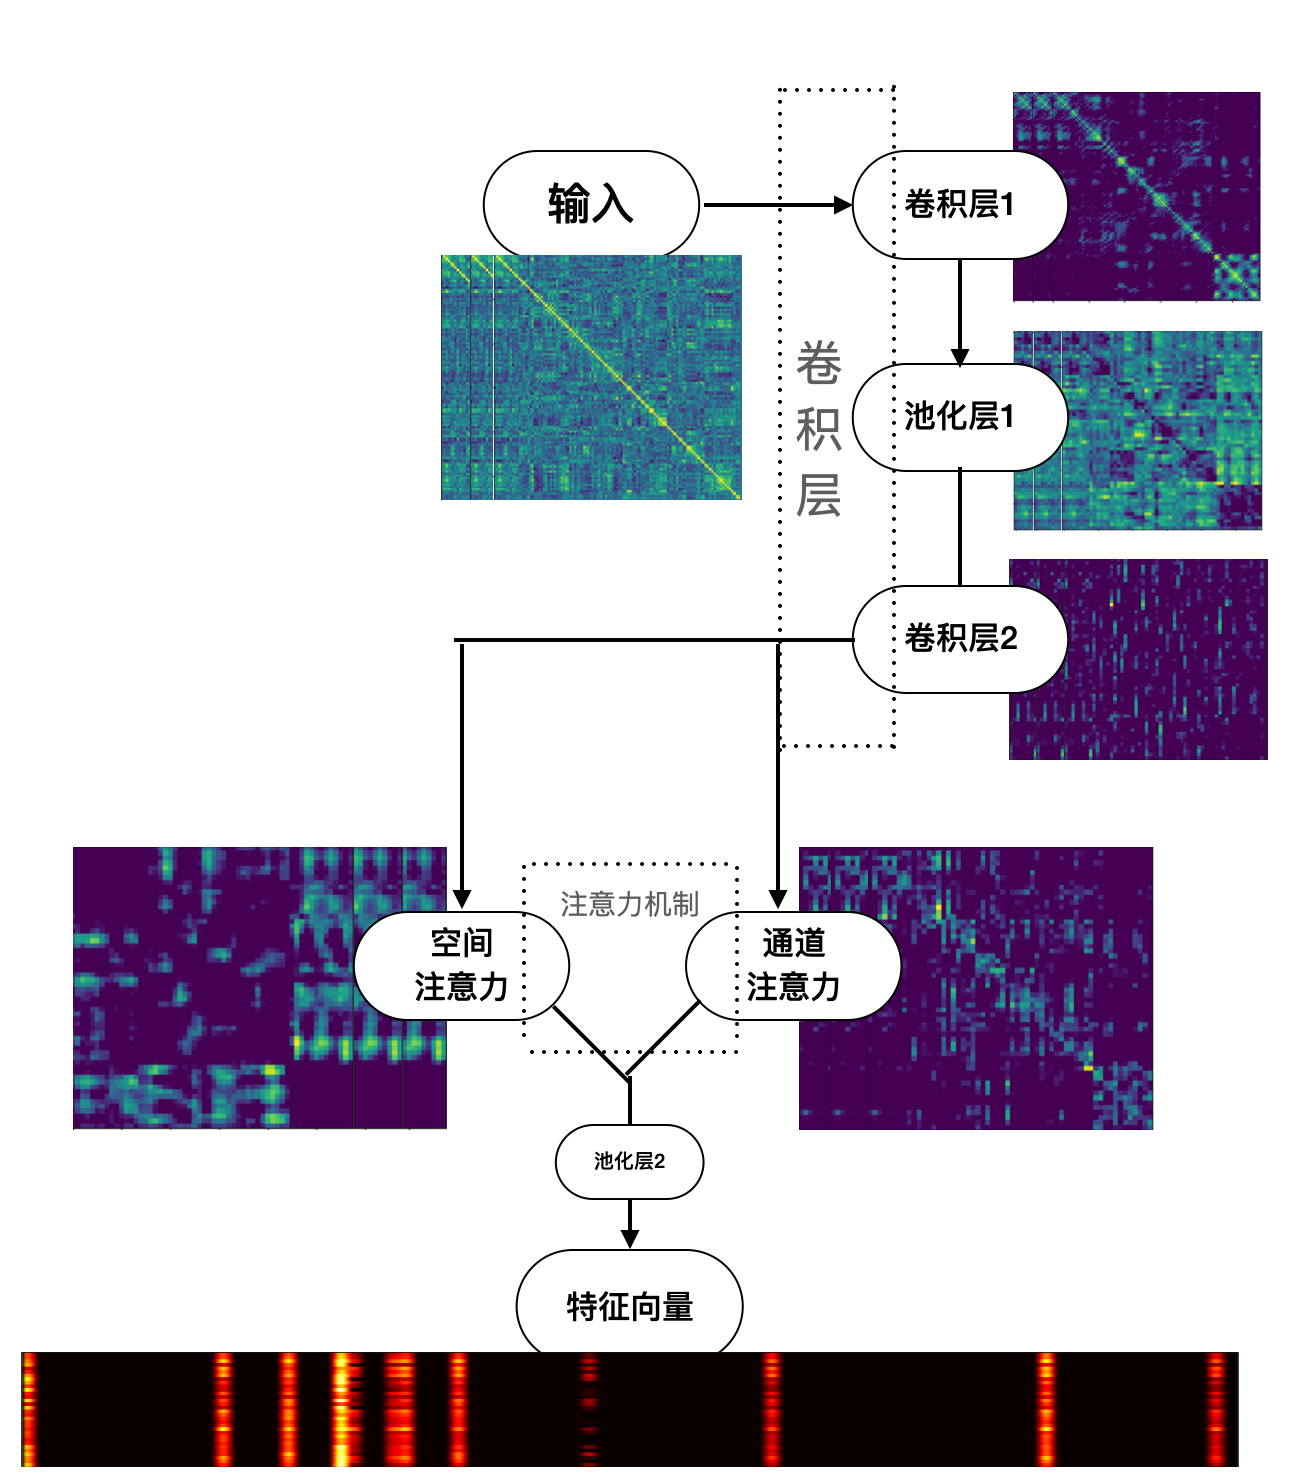 输入
卷积层1
卷积层
池化层1
卷积层2
注意力机制
空间
注意力
通道
注意力
池化层2
特征向量